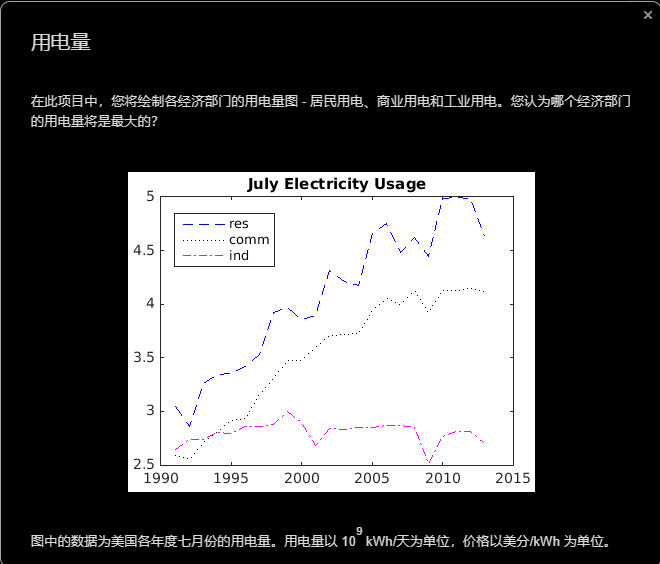 用电量
在此项目中，您将绘制各经济部门的用电量图 - 居民用电、商业用电和工业用电。您认为哪个经济部门
的用电量将是最大的？
July Electricity Usage
5
res
comm
ind
4.5
4
3.5
3
2.5
1990 1995 2000 2005 2010 2015
图中的数据为美国各年度七月份的用电量。用电量以 10⁹ kWh/天为单位，价格以美分/kWh 为单位。